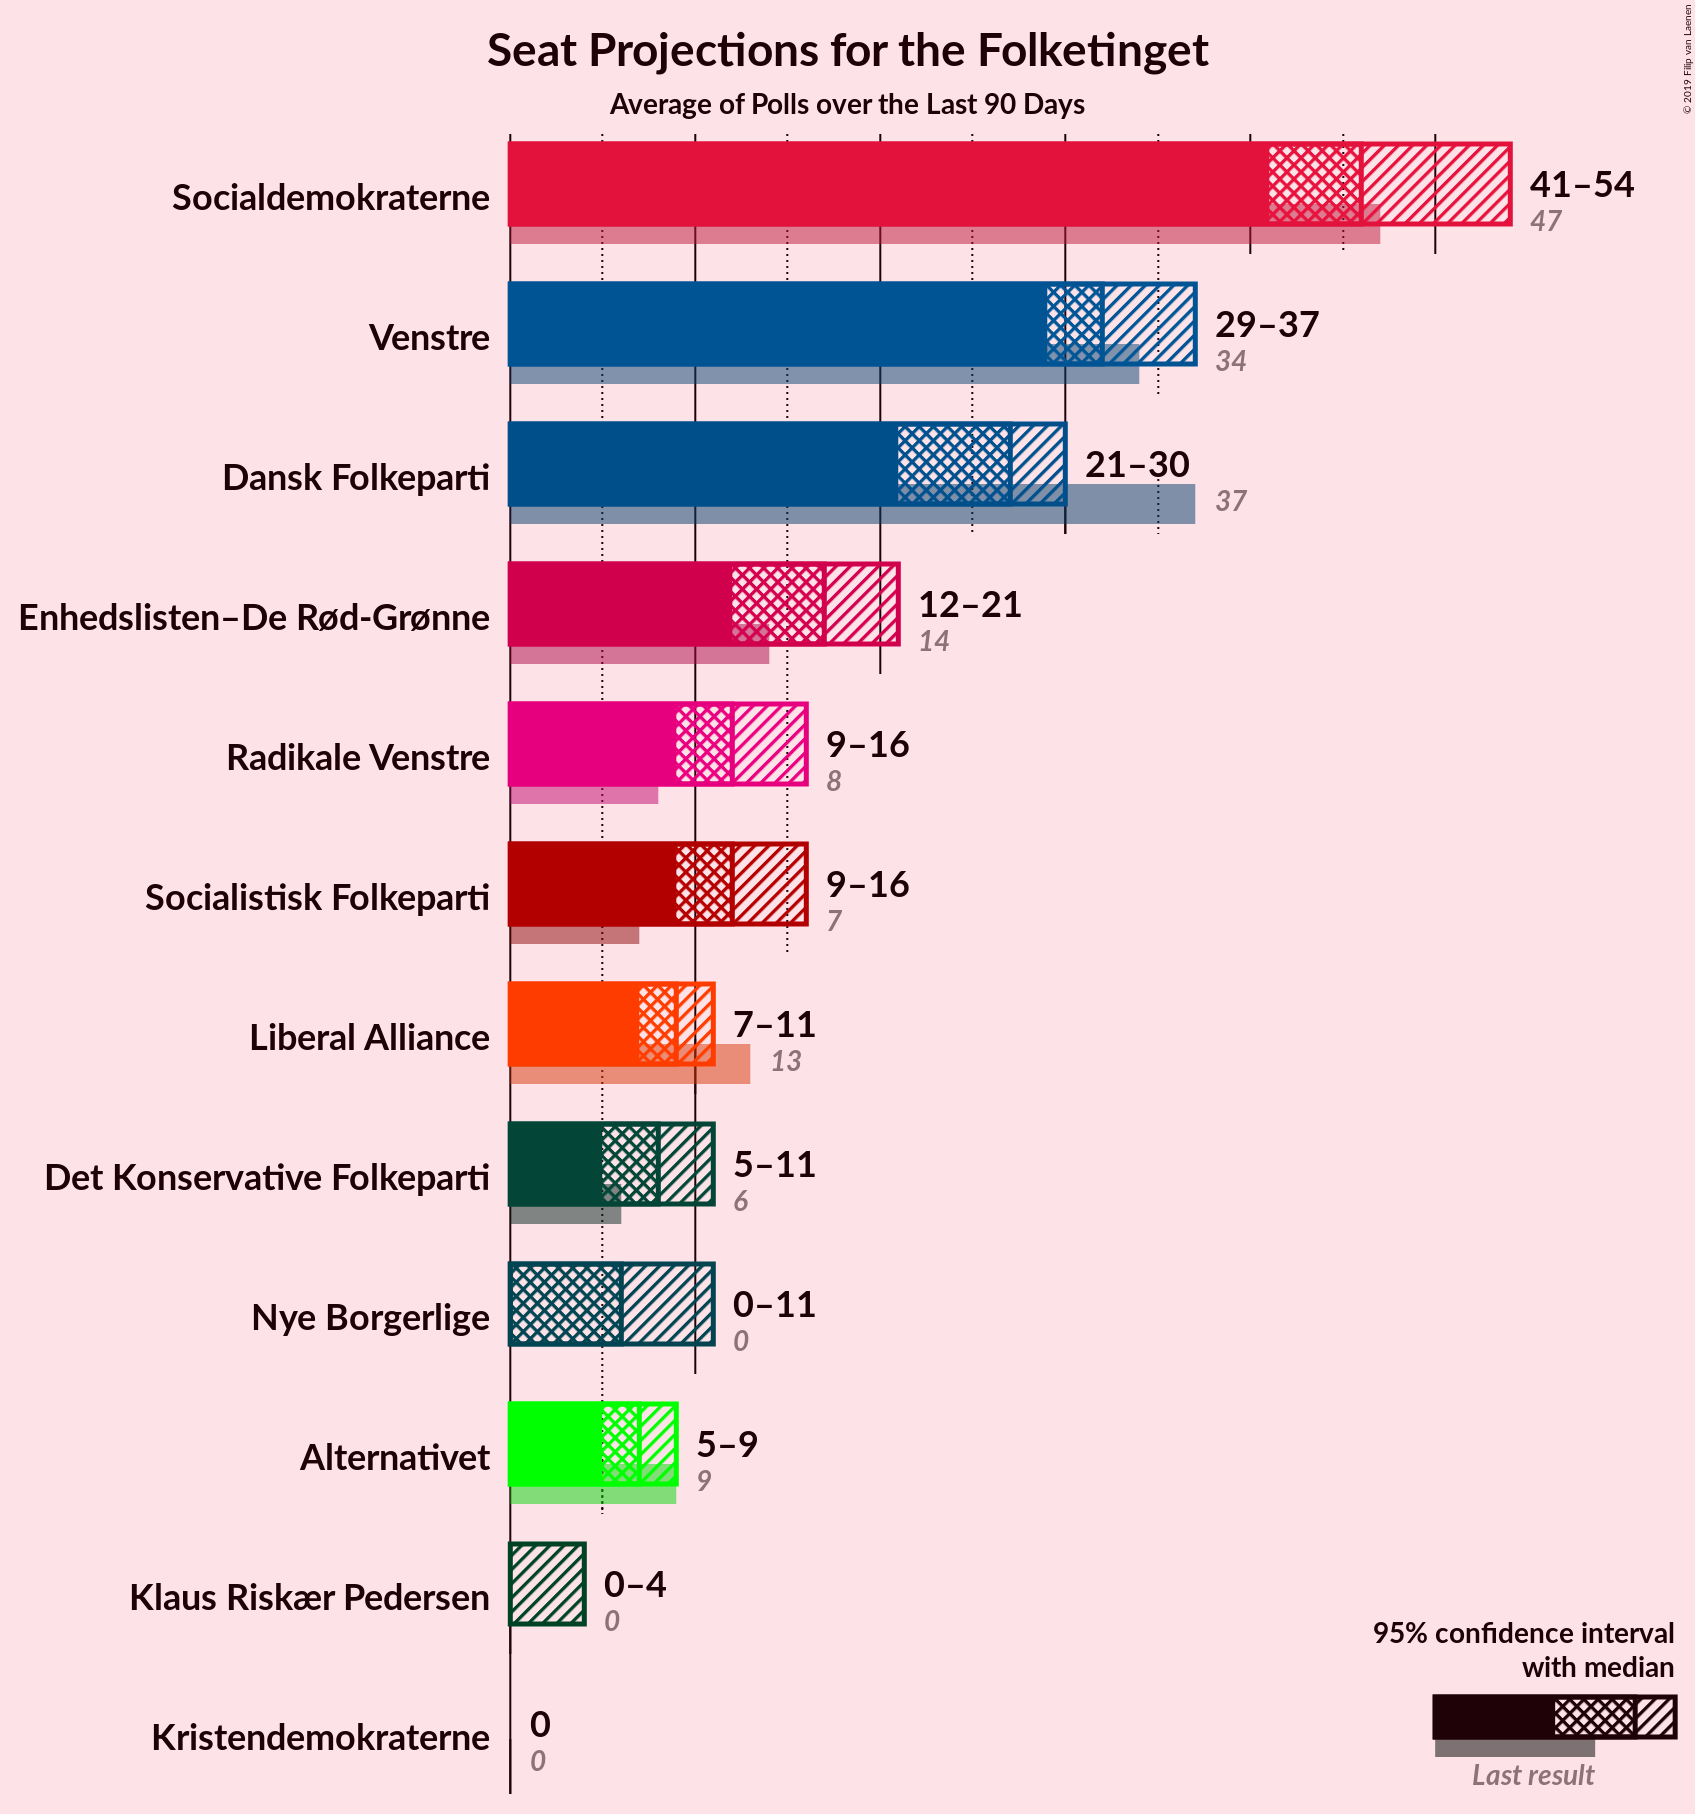 Seat Projections for the Folketinget
Average of Polls over the Last 90 Days
© 2019 Filip van Laenen
Socialdemokraterne
41–54
47
Venstre
29–37
34
Dansk Folkeparti
21–30
37
Enhedslisten–De Rød-Grønne
12–21
14
Radikale Venstre
9–16
8
Socialistisk Folkeparti
9–16
7
Liberal Alliance
7–11
13
Det Konservative Folkeparti
5–11
6
Nye Borgerlige
0–11
0
Alternativet
5–9
9
Klaus Riskær Pedersen
0–4
0
Kristendemokraterne
0
0
95% confidence interval
with median
Last result